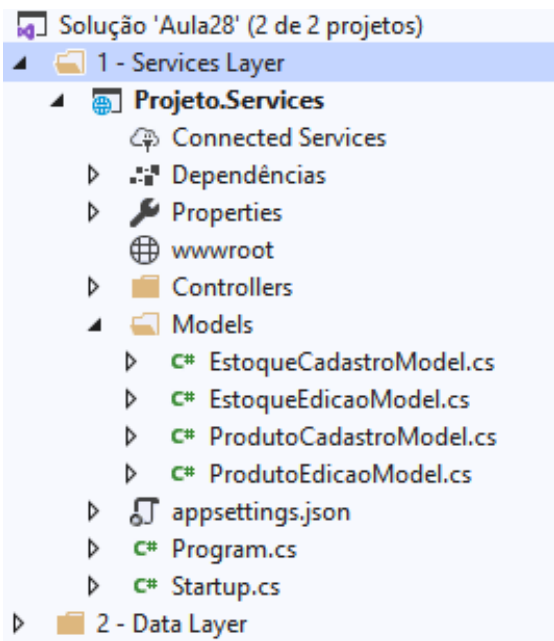 Solução 'Aula28' (2 de 2 projetos)
1 - Services Layer
Projeto.Services
Connected Services
Dependências
Properties
wwwroot
Controllers
Models
C# EstoqueCadastroModel.cs
C# EstoqueEdicaoModel.cs
C# ProdutoCadastroModel.cs
C# ProdutoEdicaoModel.cs
appsettings.json
C# Program.cs
C# Startup.cs
2 - Data Layer